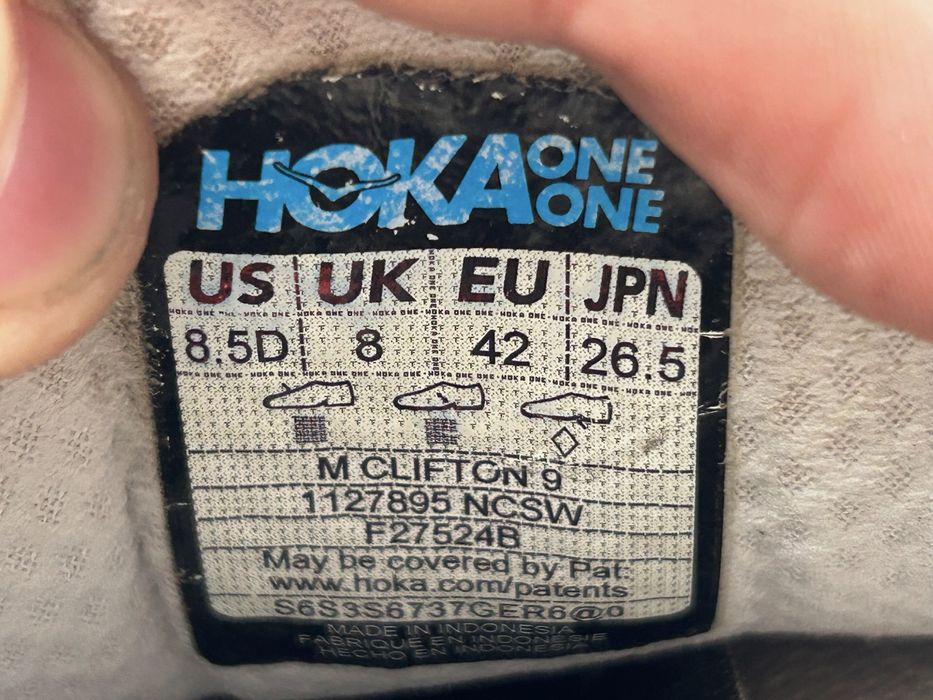 HOKA ONE ONE
US UK EU JPN
8.5D 8 42 26.5
M CLIFTON 9
1127895 NCSW
F27524B
May be covered by Pat:
www.hoka.com/patents
S6S3S6737GER6@0
MADE IN INDONESIA
FABRIQUE EN INDONESIE
HECHO EN INDONESIA